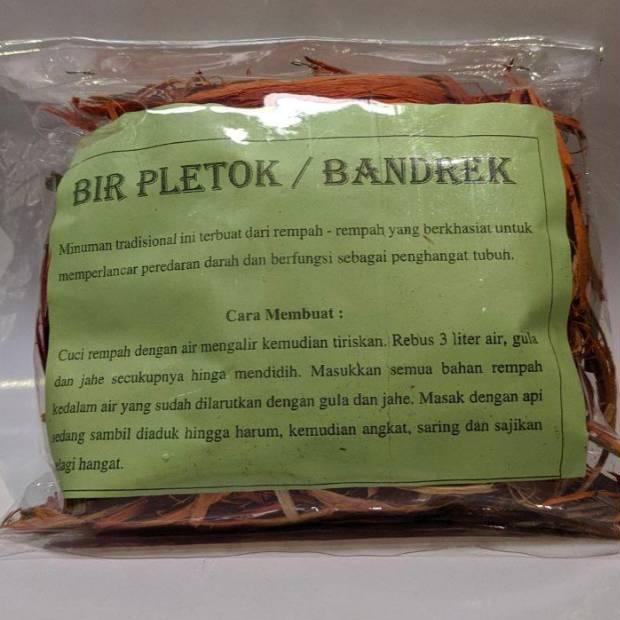 BIR PLETOK / BANDREK
Minuman tradisional ini terbuat dari rempah - rempah yang berkhasiat untuk
memperlancar peredaran darah dan berfungsi sebagai penghangat tubuh.
Cara Membuat :
Cuci rempah dengan air mengalir kemudian tiriskan. Rebus 3 liter air, gula
dan jahe secukupnya hinga mendidih. Masukkan semua bahan rempah
kedalam air yang sudah dilarutkan dengan gula dan jahe. Masak dengan api
sedang sambil diaduk hingga harum, kemudian angkat, saring dan sajikan
selagi hangat.